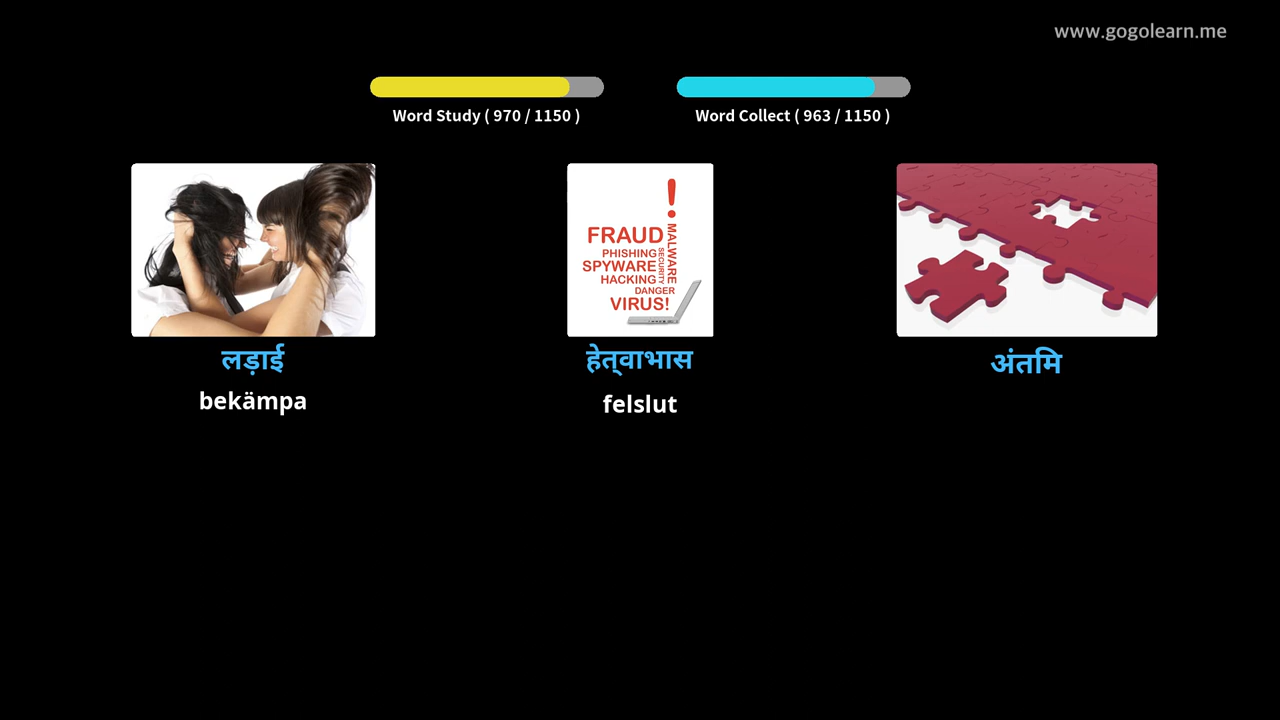 www.gogolearn.me
Word Study ( 970 / 1150 )
Word Collect ( 963 / 1150 )
FRAUD
PHISHING
SPYWARE
HACKING
DANGER
VIRUS!
SECURITY
MALWARE
!
लड़ाई
हेत्वाभास
अंतमि
bekämpa
felslut